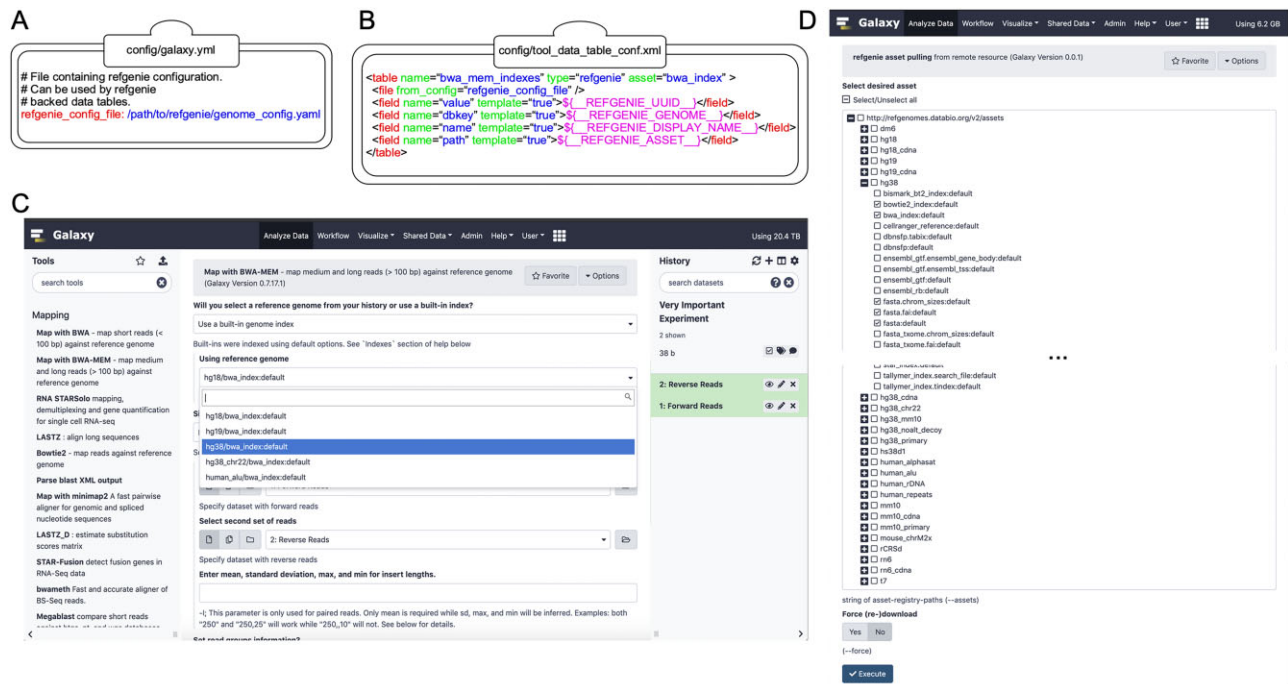 A
config/galaxy.yml
# File containing refgenie configuration.
# Can be used by refgenie
# backed data tables.
refgenie_config_file: /path/to/refgenie/genome_config.yaml
B
config/tool_data_table_conf.xml
<table name="bwa_mem_indexes" type="refgenie" asset="bwa_index" >
<file from_config="refgenie_config_file" />
<field name="value" template="true">${__REFGENIE_UUID__}</field>
<field name="dbkey" template="true">${__REFGENIE_GENOME__}</field>
<field name="name" template="true">${__REFGENIE_DISPLAY_NAME__}</field>
<field name="path" template="true">${__REFGENIE_ASSET__}</field>
</table>
C
Galaxy
Analyze Data Workflow Visualize Shared Data Admin Help User
Using 20.4 TB
Tools
search tools
Mapping
Map with BWA - map short reads (<
100 bp) against reference genome
Map with BWA-MEM - map medium
and long reads (> 100 bp) against
reference genome
RNA STARSolo mapping,
demultiplexing and gene quantification
for single cell RNA-seq
LASTZ : align long sequences
Bowtie2 - map reads against reference
genome
Parse blast XML output
Map with minimap2 A fast pairwise
aligner for genomic and spliced
nucleotide sequences
LASTZ_D : estimate substitution
scores matrix
STAR-Fusion detect fusion genes in
RNA-Seq data
bwameth Fast and accurate aligner of
BS-Seq reads.
Megablast compare short reads
Map with BWA-MEM - map medium and long reads (> 100 bp) against reference genome
(Galaxy Version 0.7.17.1)
Favorite
Options
Will you select a reference genome from your history or use a built-in index?
Use a built-in genome index
Built-ins were indexed using default options. See `Indexes` section of help below
Using reference genome
hg18/bwa_index:default
hg18/bwa_index:default
hg19/bwa_index:default
hg38/bwa_index:default
hg38_chr22/bwa_index:default
human_alu/bwa_index:default
Specify dataset with forward reads
Select second set of reads
2: Reverse Reads
Specify dataset with reverse reads
Enter mean, standard deviation, max, and min for insert lengths.
-I; This parameter is only used for paired reads. Only mean is required while sd, max, and min will be inferred. Examples: both
"250" and "250,25" will work while "250,,10" will not. See below for details.
Set read groups information?
History
search datasets
Very Important
Experiment
2 shown
38 b
2: Reverse Reads
1: Forward Reads
D
Galaxy
Analyze Data Workflow Visualize Shared Data Admin Help User
Using 6.2 GB
refgenie asset pulling from remote resource (Galaxy Version 0.0.1)
Favorite
Options
Select desired asset
Select/Unselect all
http://refgenomes.databio.org/v2/assets
dm6
hg18
hg18_cdna
hg19
hg19_cdna
hg38
bismark_bt2_index:default
bowtie2_index:default
bwa_index:default
cellranger_reference:default
dbnsfp.tabix:default
dbnsfp:default
ensembl_gtf.ensembl_gene_body:default
ensembl_gtf.ensembl_tss:default
ensembl_gtf:default
ensembl_rb:default
fasta.chrom_sizes:default
fasta.fai:default
fasta:default
fasta_txome.chrom_sizes:default
fasta_txome.fai:default
...
star_index:default
tallymer_index.search_file:default
tallymer_index.tindex:default
hg38_cdna
hg38_chr22
hg38_mm10
hg38_noalt_decoy
hg38_primary
hs38d1
human_alphasat
human_alu
human_rDNA
human_repeats
mm10
mm10_cdna
mm10_primary
mouse_chrM2x
rCRSd
rn6
rn6_cdna
t7
string of asset-registry-paths (--assets)
Force (re-)download
Yes No
(--force)
Execute